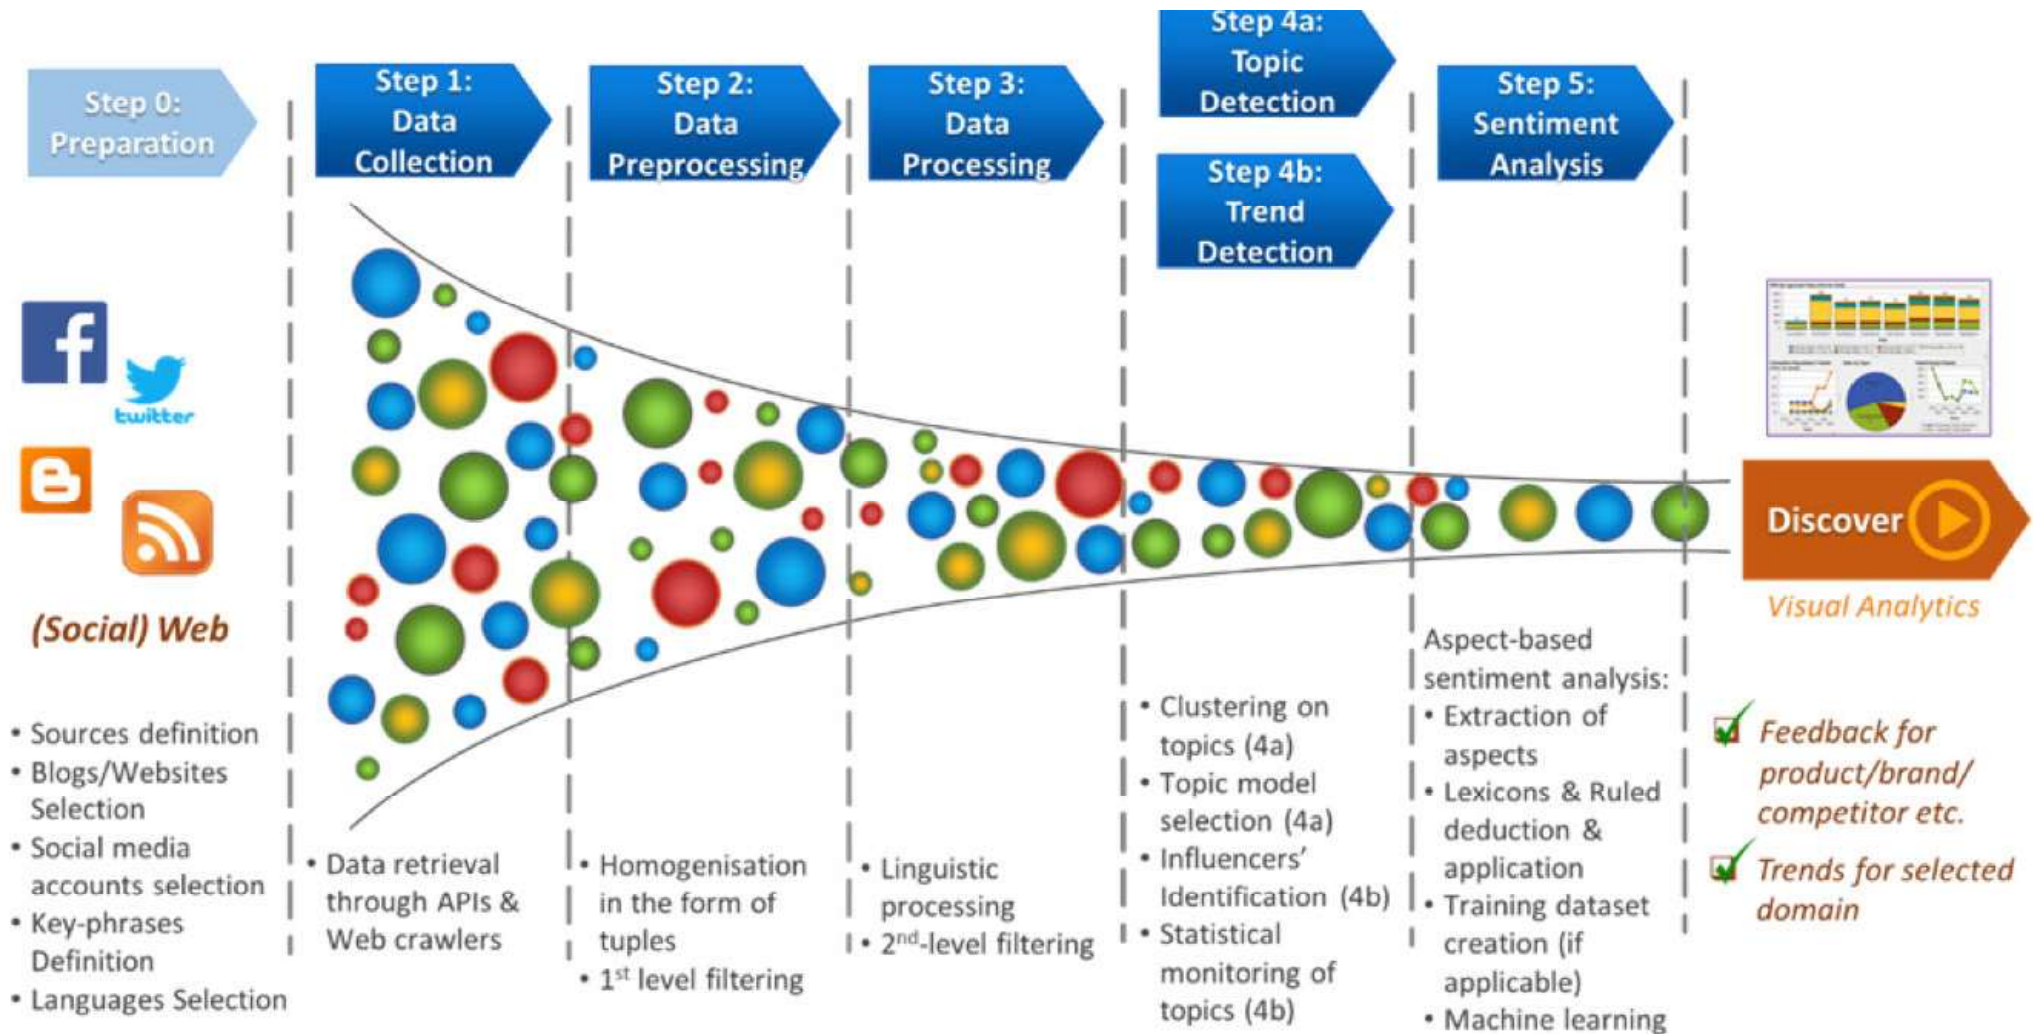 Step 0:
Preparation
Step 1:
Data
Collection
Step 2:
Data
Preprocessing
Step 3:
Data
Processing
Step 4a:
Topic
Detection
Step 4b:
Trend
Detection
Step 5:
Sentiment
Analysis
twitter
(Social) Web
Discover
Visual Analytics
• Sources definition
• Blogs/Websites
Selection
• Social media
accounts selection
• Key-phrases
Definition
• Languages Selection
• Data retrieval
through APIs &
Web crawlers
• Homogenisation
in the form of
tuples
• 1st level filtering
• Linguistic
processing
• 2nd-level filtering
• Clustering on
topics (4a)
• Topic model
selection (4a)
• Influencers’
Identification (4b)
• Statistical
monitoring of
topics (4b)
Aspect-based
sentiment analysis:
• Extraction of
aspects
• Lexicons & Ruled
deduction &
application
• Training dataset
creation (if
applicable)
• Machine learning
Feedback for
product/brand/
competitor etc.
Trends for selected
domain